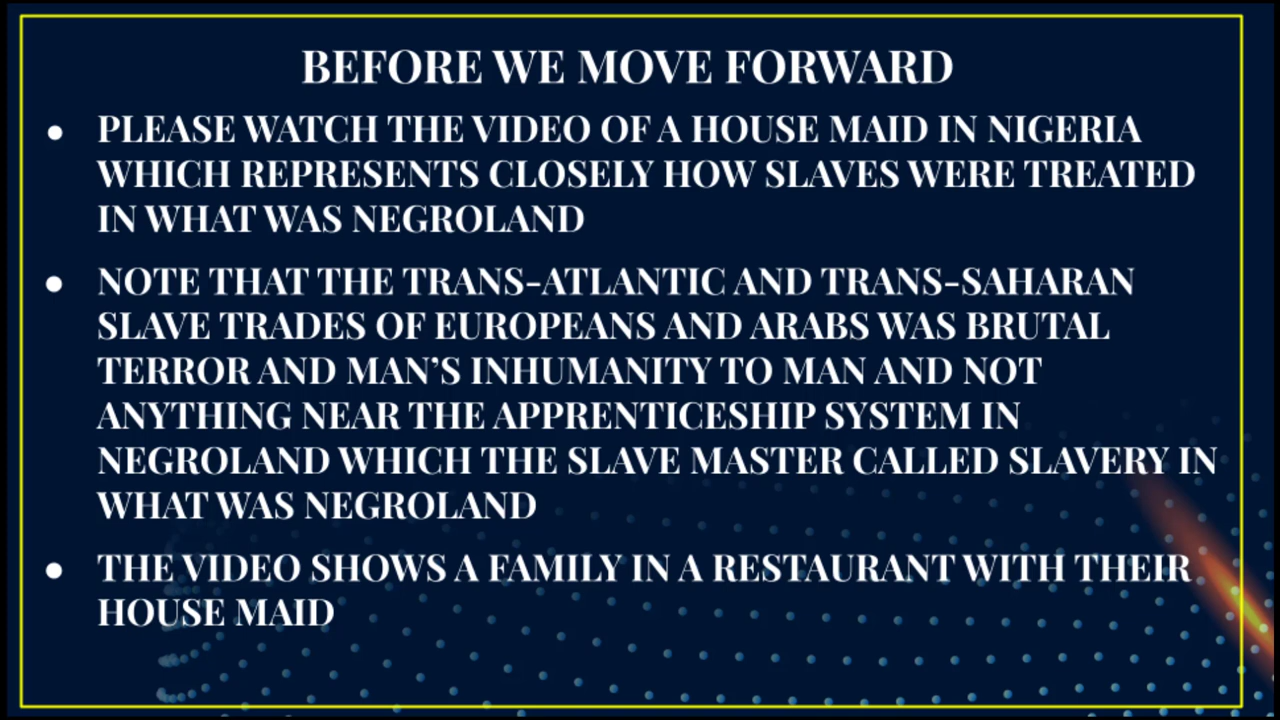 BEFORE WE MOVE FORWARD
• PLEASE WATCH THE VIDEO OF A HOUSE MAID IN NIGERIA
WHICH REPRESENTS CLOSELY HOW SLAVES WERE TREATED
IN WHAT WAS NEGROLAND
• NOTE THAT THE TRANS-ATLANTIC AND TRANS-SAHARAN
SLAVE TRADES OF EUROPEANS AND ARABS WAS BRUTAL
TERROR AND MAN’S INHUMANITY TO MAN AND NOT
ANYTHING NEAR THE APPRENTICESHIP SYSTEM IN
NEGROLAND WHICH THE SLAVE MASTER CALLED SLAVERY IN
WHAT WAS NEGROLAND
• THE VIDEO SHOWS A FAMILY IN A RESTAURANT WITH THEIR
HOUSE MAID